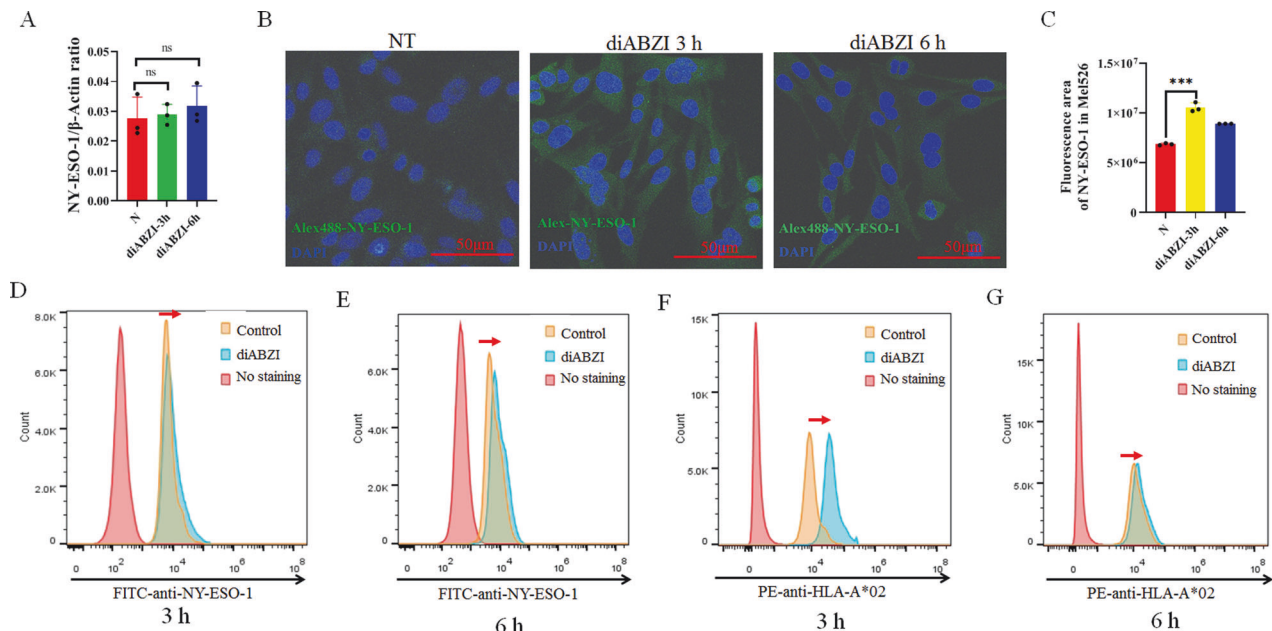 A
NY-ESO-1/β-Actin ratio
0.05
0.04
0.03
0.02
0.01
0.00
ns
ns
N
diABZI-3h
diABZI-6h
B
NT
diABZI 3 h
diABZI 6 h
Alex488-NY-ESO-1
DAPI
50μm
Alex-NY-ESO-1
DAPI
50μm
Alex488-NY-ESO-1
DAPI
50μm
C
Fluorescence area
of NY-ESO-1 in Mel526
1.5×10⁷
1×10⁷
5×10⁶
0
***
N
diABZI-3h
diABZI-6h
D
Count
8.0K
6.0K
4.0K
2.0K
0
Control
diABZI
No staining
0 10² 10⁴ 10⁶ 10⁸
FITC-anti-NY-ESO-1
3 h
E
Count
6.0K
4.0K
2.0K
0
Control
diABZI
No staining
0 10² 10⁴ 10⁶ 10⁸
FITC-anti-NY-ESO-1
6 h
F
Count
15K
10K
5.0K
0
Control
diABZI
No staining
0 10² 10⁴ 10⁶ 10⁸
PE-anti-HLA-A*02
3 h
G
Count
15K
10K
5.0K
0
Control
diABZI
No staining
0 10² 10⁴ 10⁶ 10⁸
PE-anti-HLA-A*02
6 h